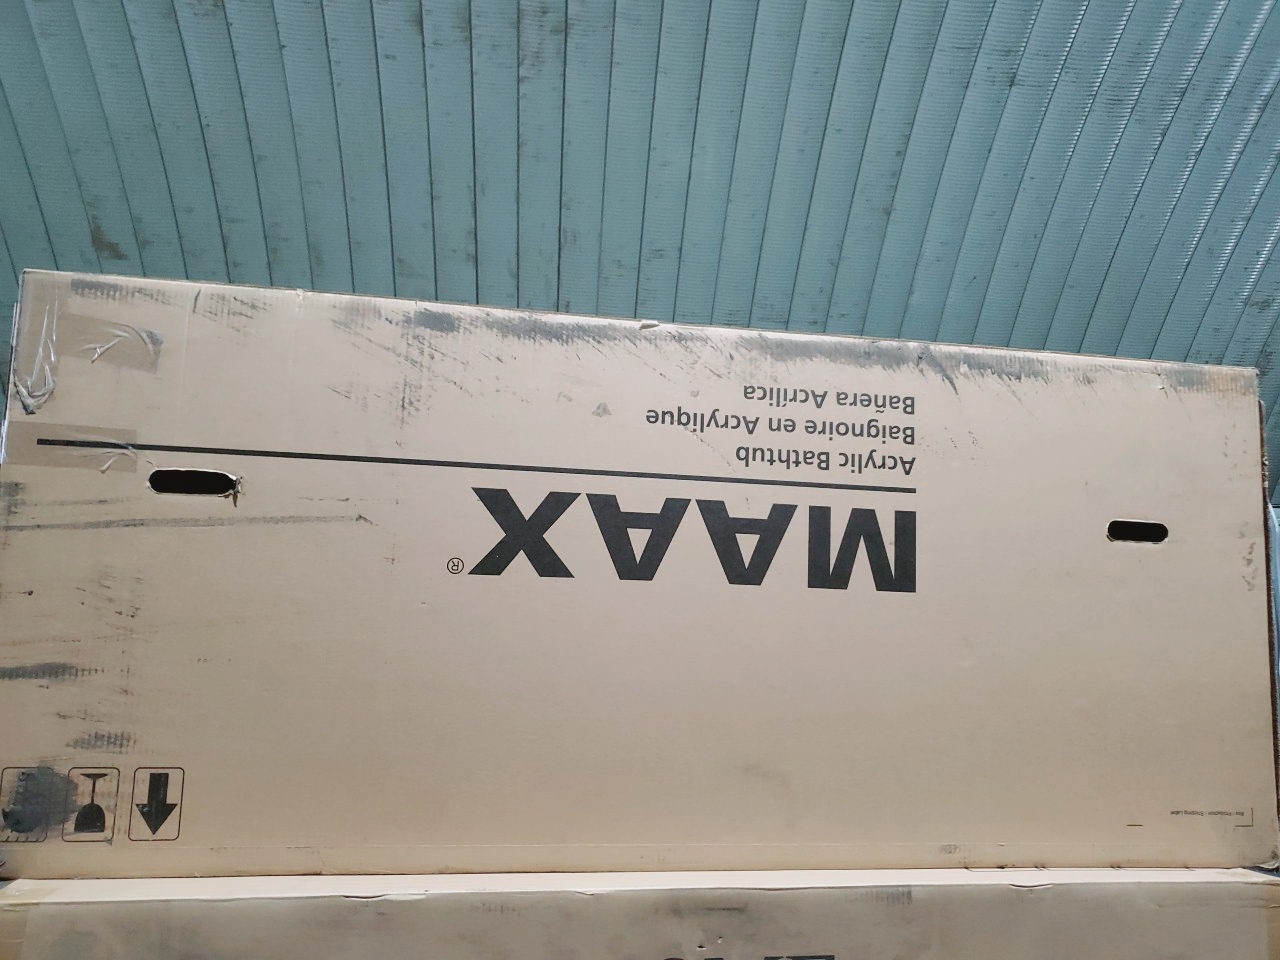 MAAX®
Acrylic Bathtub
Baignoire en Acrylique
Bañera Acrílica